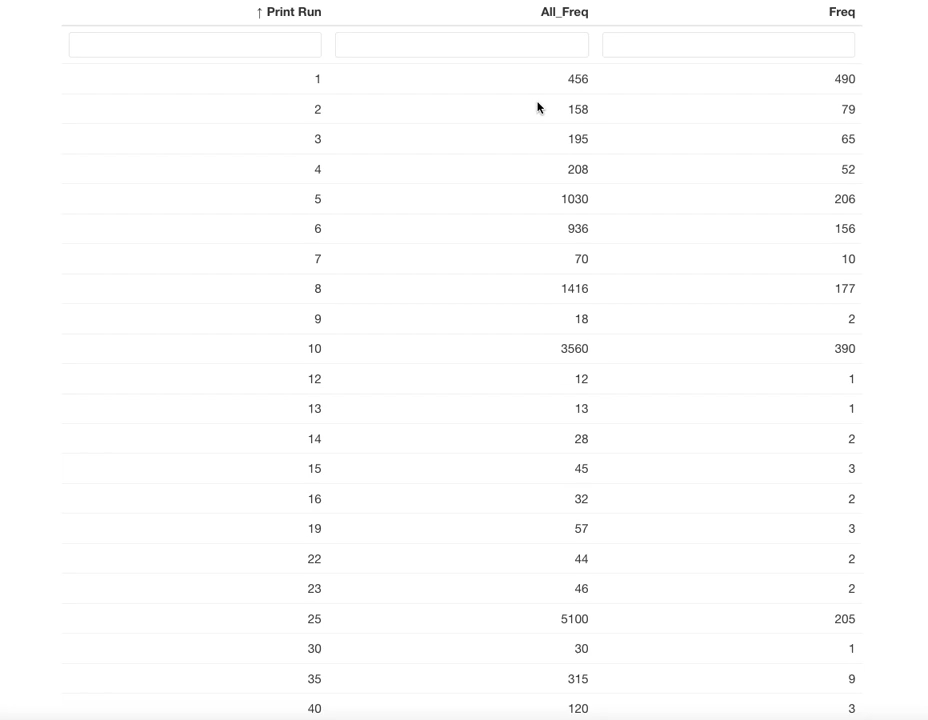 ↑ Print Run All_Freq Freq
1 456 490
2 158 79
3 195 65
4 208 52
5 1030 206
6 936 156
7 70 10
8 1416 177
9 18 2
10 3560 390
12 12 1
13 13 1
14 28 2
15 45 3
16 32 2
19 57 3
22 44 2
23 46 2
25 5100 205
30 30 1
35 315 9
40 120 3